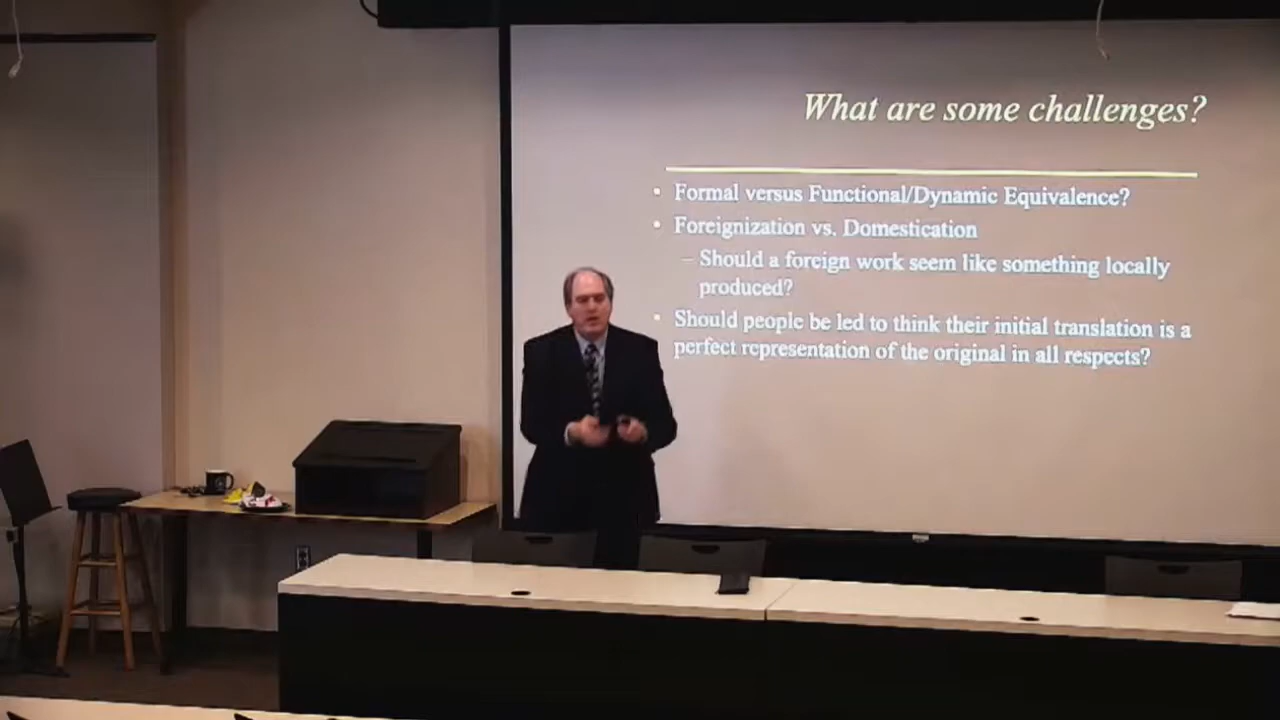 What are some challenges?
• Formal versus Functional/Dynamic Equivalence?
• Foreignization vs. Domestication
– Should a foreign work seem like something locally
produced?
• Should people be led to think their initial translation is a
perfect representation of the original in all respects?